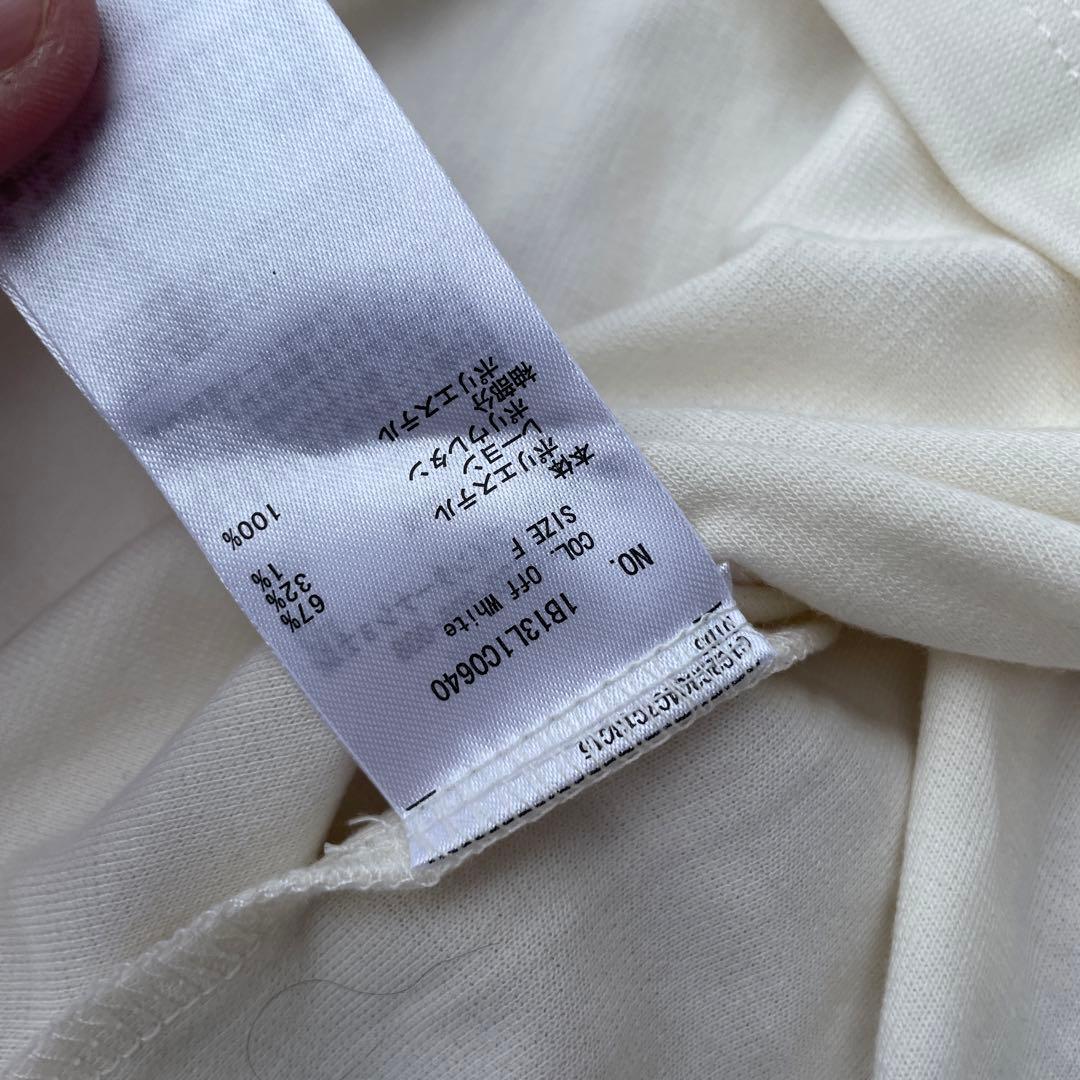 NO. 1B13L1C0640
COL. Off White
SIZE F
本体
ポリエステル 67%
レーヨン 32%
ポリウレタン 1%
袖部分
ポリエステル 100%